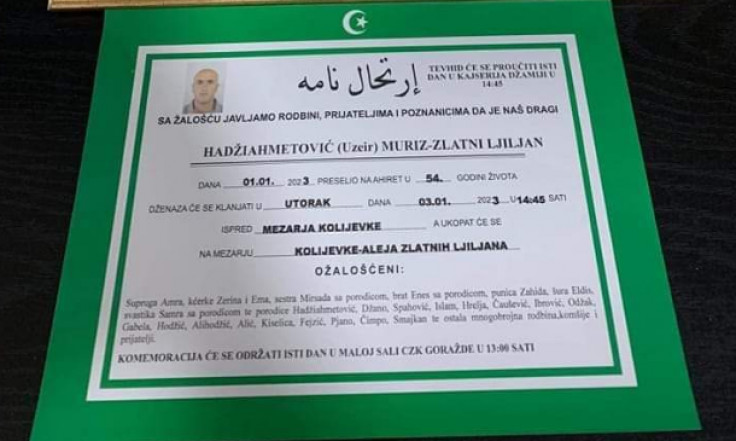 إرتحال نامه
TEVHID ĆE SE PROUČITI ISTI
DAN U KAJSERIJA DŽAMIJI U
14:45
SA ŽALOŠĆU JAVLJAMO RODBINI, PRIJATELJIMA I POZNANICIMA DA JE NAŠ DRAGI
HADŽIAHMETOVIĆ (Uzeir) MURIZ-ZLATNI LJILJAN
DANA 01.01. 2023 PRESELIO NA AHIRET U 54. GODINI ŽIVOTA
DŽENAZA ĆE SE KLANJATI U UTORAK DANA 03.01. 2023 U 14:45 SATI
ISPRED MEZARJA KOLIJEVKE A UKOPAT ĆE SE
NA MEZARJU KOLIJEVKE-ALEJA ZLATNIH LJILJANA
OŽALOŠĆENI:
Supruga Amra, kćerke Zerina i Ema, sestra Mirsada sa porodicom, brat Enes sa porodicom, punica Zahida, šura Eldis,
svastika Samra sa porodicom te porodice Hadžiahmetović, Džano, Spahović, Islam, Hrelja, Čaušević, Ibrović, Odžak,
Gabela, Hodžić, Alihodžić, Alić, Kiselica, Fejzić, Pjano, Čimpo, Smajkan te ostala mnogobrojna rodbina,komšije i
prijatelji.
KOMEMORACIJA ĆE SE ODRŽATI ISTI DAN U MALOJ SALI CZK GORAŽDE U 13:00 SATI